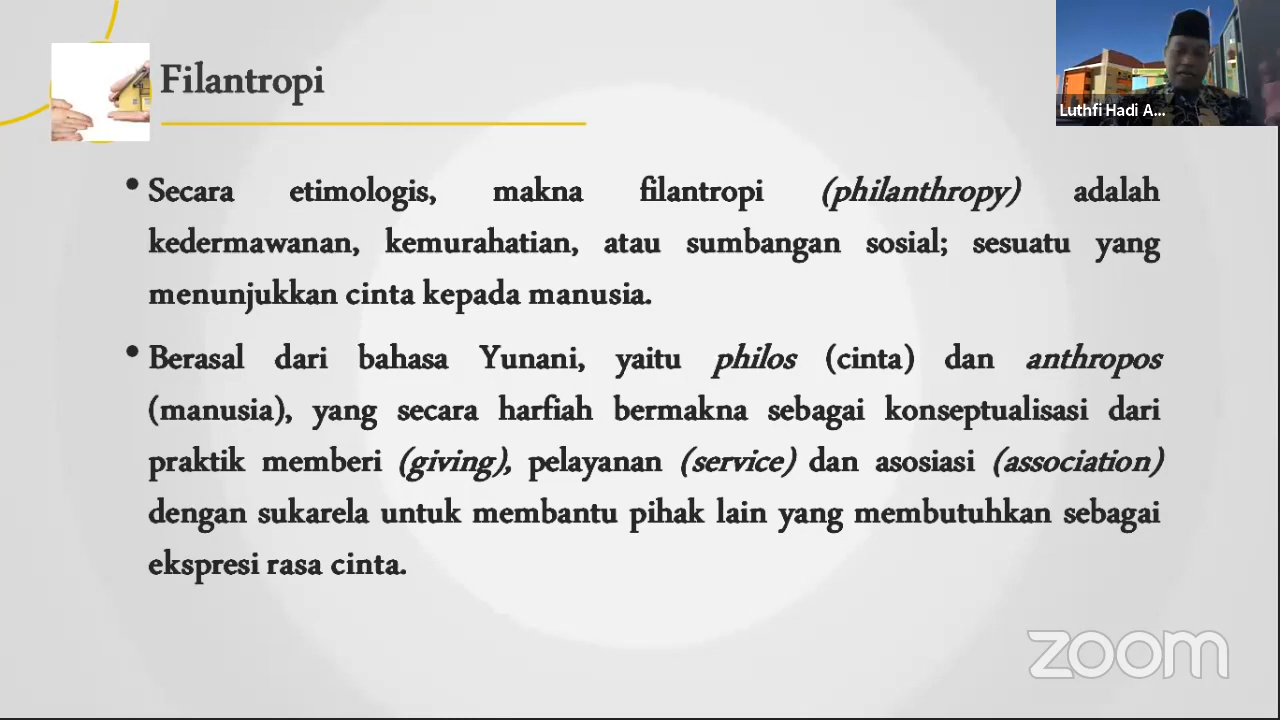 Filantropi
Luthfi Hadi A...
• Secara etimologis, makna filantropi (philanthropy) adalah
kedermawanan, kemurahatian, atau sumbangan sosial; sesuatu yang
menunjukkan cinta kepada manusia.
• Berasal dari bahasa Yunani, yaitu philos (cinta) dan anthropos
(manusia), yang secara harfiah bermakna sebagai konseptualisasi dari
praktik memberi (giving), pelayanan (service) dan asosiasi (association)
dengan sukarela untuk membantu pihak lain yang membutuhkan sebagai
ekspresi rasa cinta.
zoom